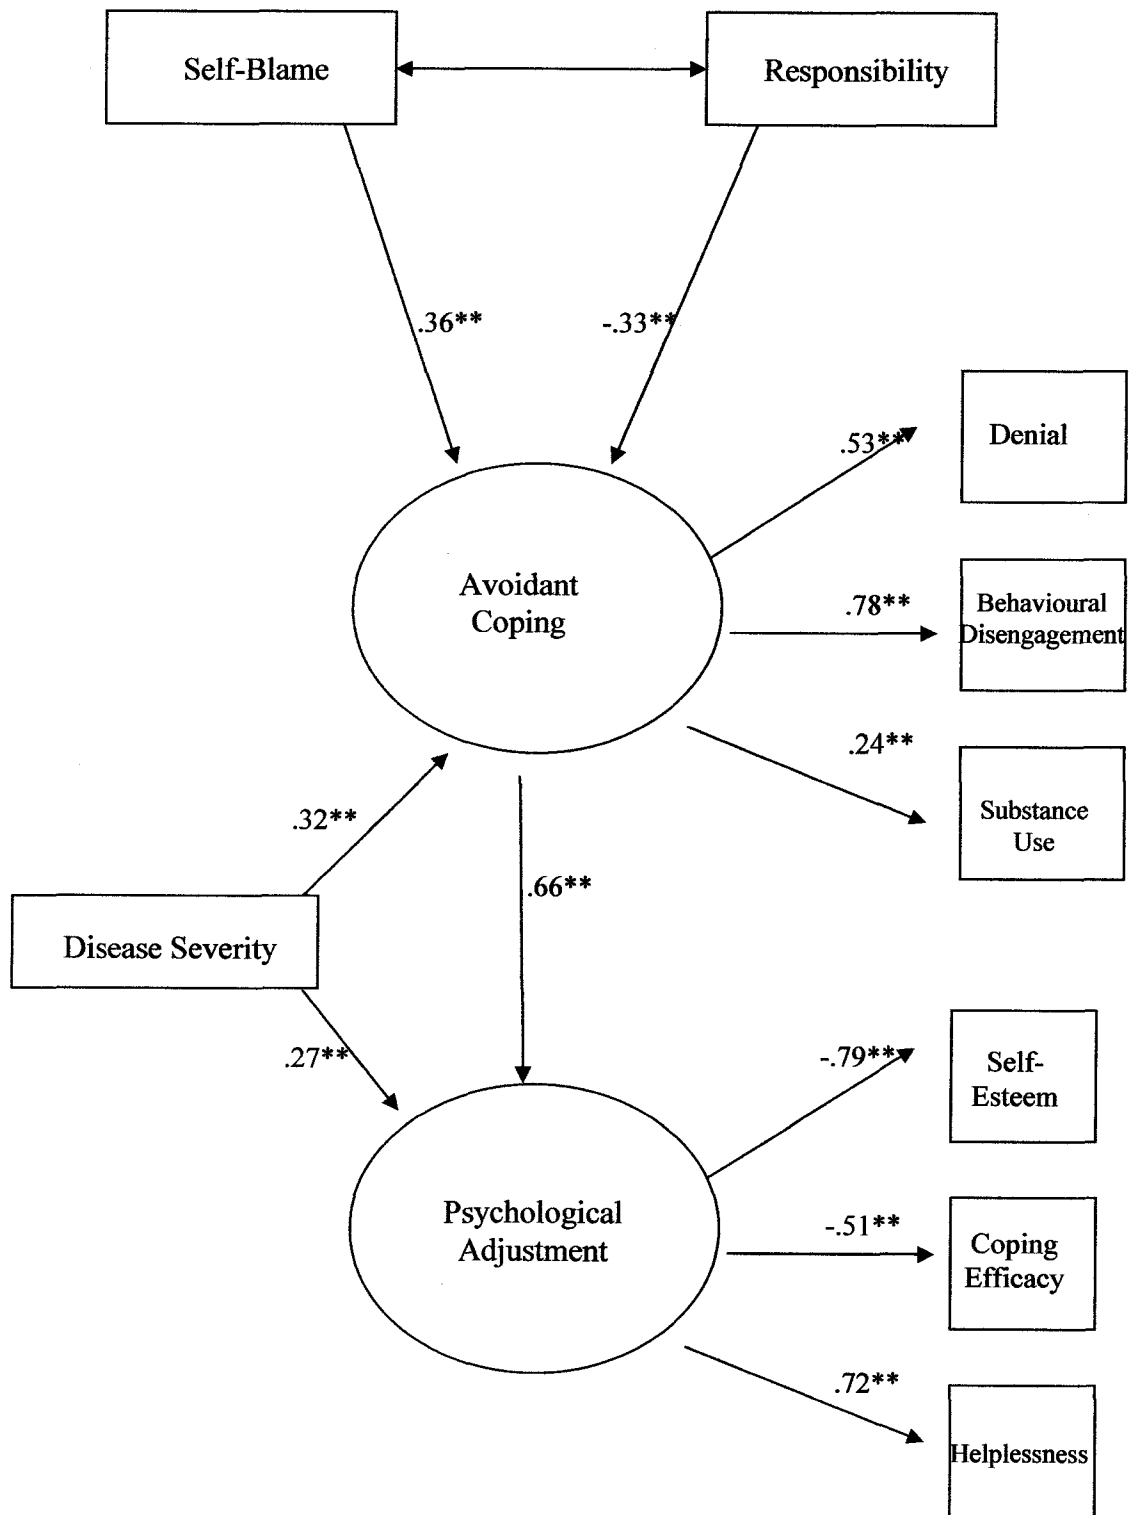 Self-Blame
Responsibility
.36**
-.33**
.53**
Denial
Avoidant
Coping
.78**
Behavioural
Disengagement
.24**
Substance
Use
.32**
.66**
Disease Severity
.27**
-.79**
Self-
Esteem
Psychological
Adjustment
-.51**
Coping
Efficacy
.72**
Helplessness